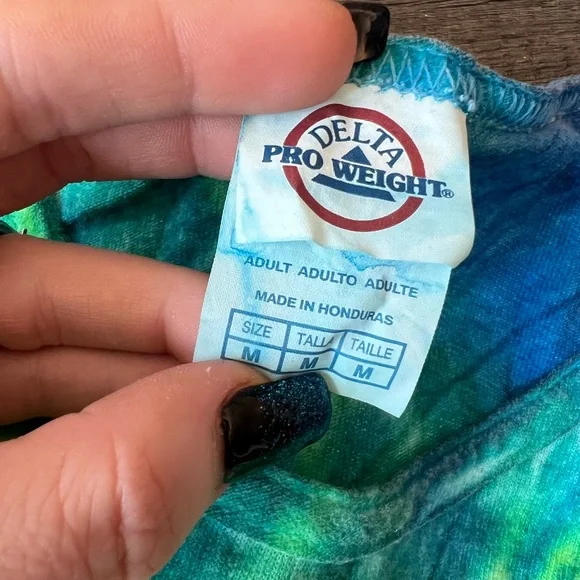 DELTA
PRO WEIGHT®
ADULT ADULTO ADULTE
MADE IN HONDURAS
SIZE TALLA TAILLE
M M M